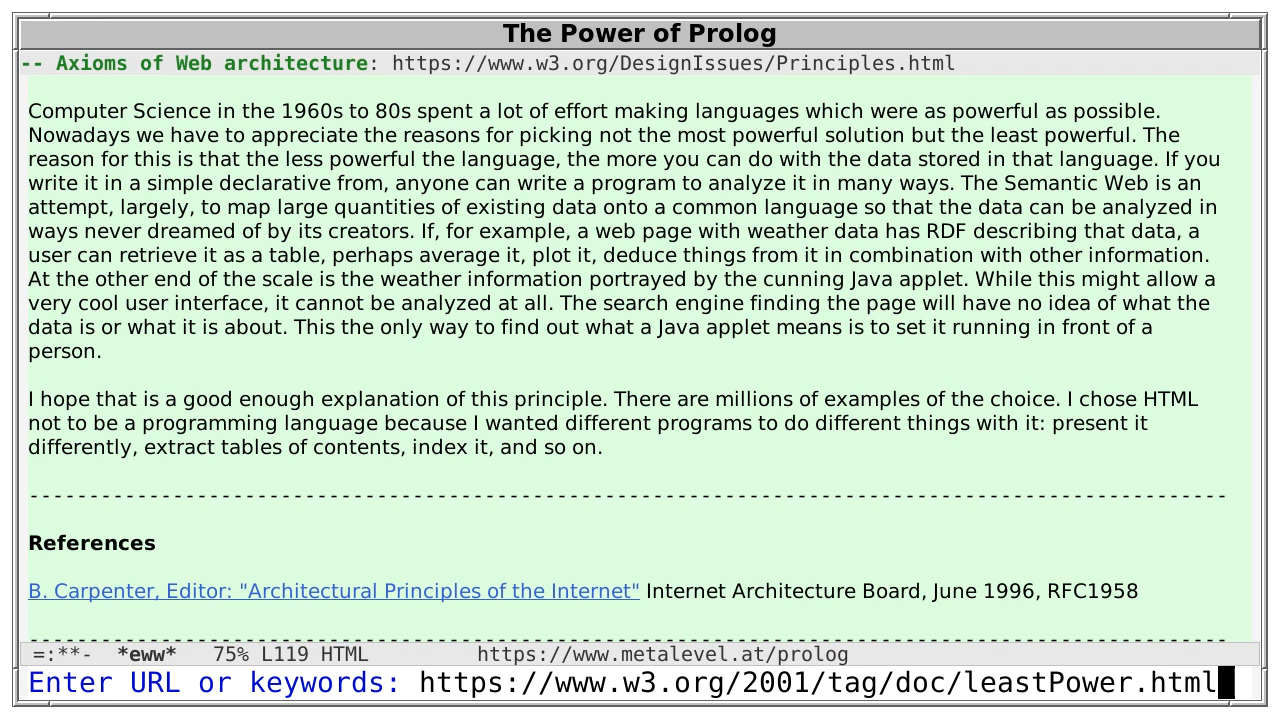 The Power of Prolog
-- Axioms of Web architecture: https://www.w3.org/DesignIssues/Principles.html
Computer Science in the 1960s to 80s spent a lot of effort making languages which were as powerful as possible.
Nowadays we have to appreciate the reasons for picking not the most powerful solution but the least powerful. The
reason for this is that the less powerful the language, the more you can do with the data stored in that language. If you
write it in a simple declarative from, anyone can write a program to analyze it in many ways. The Semantic Web is an
attempt, largely, to map large quantities of existing data onto a common language so that the data can be analyzed in
ways never dreamed of by its creators. If, for example, a web page with weather data has RDF describing that data, a
user can retrieve it as a table, perhaps average it, plot it, deduce things from it in combination with other information.
At the other end of the scale is the weather information portrayed by the cunning Java applet. While this might allow a
very cool user interface, it cannot be analyzed at all. The search engine finding the page will have no idea of what the
data is or what it is about. This the only way to find out what a Java applet means is to set it running in front of a
person.
I hope that is a good enough explanation of this principle. There are millions of examples of the choice. I chose HTML
not to be a programming language because I wanted different programs to do different things with it: present it
differently, extract tables of contents, index it, and so on.
----------------------------------------------------------------------------------------------------
References
B. Carpenter, Editor: "Architectural Principles of the Internet" Internet Architecture Board, June 1996, RFC1958
----------------------------------------------------------------------------------------------------
=:**-  *eww*   75% L119 HTML         https://www.metalevel.at/prolog
Enter URL or keywords: https://www.w3.org/2001/tag/doc/leastPower.html